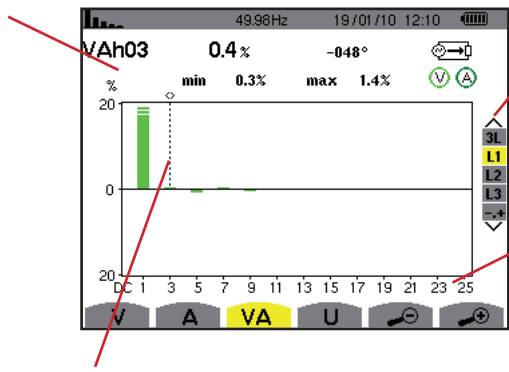 49.98Hz 19/01/10 12:10
VAh03 0.4% -048°
% min 0.3% max 1.4% V A
20
0
20
DC 1 3 5 7 9 11 13 15 17 19 21 23 25
3L
L1
L2
L3
-.+
V A VA U